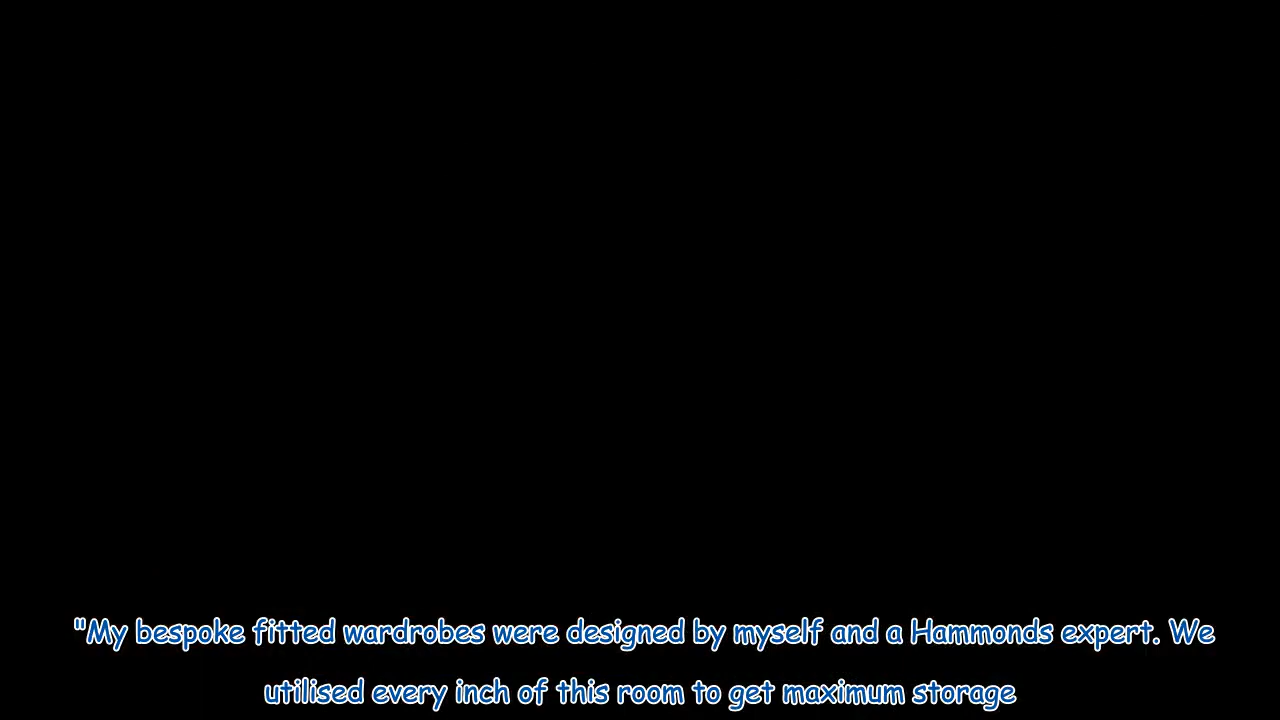 "My bespoke fitted wardrobes were designed by myself and a Hammonds expert. We
utilised every inch of this room to get maximum storage